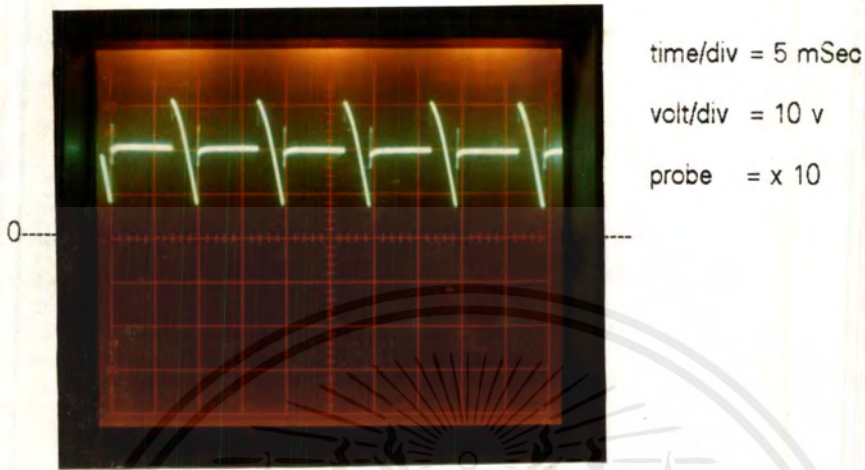 time/div = 5 mSec
volt/div = 10 v
probe = x 10
0